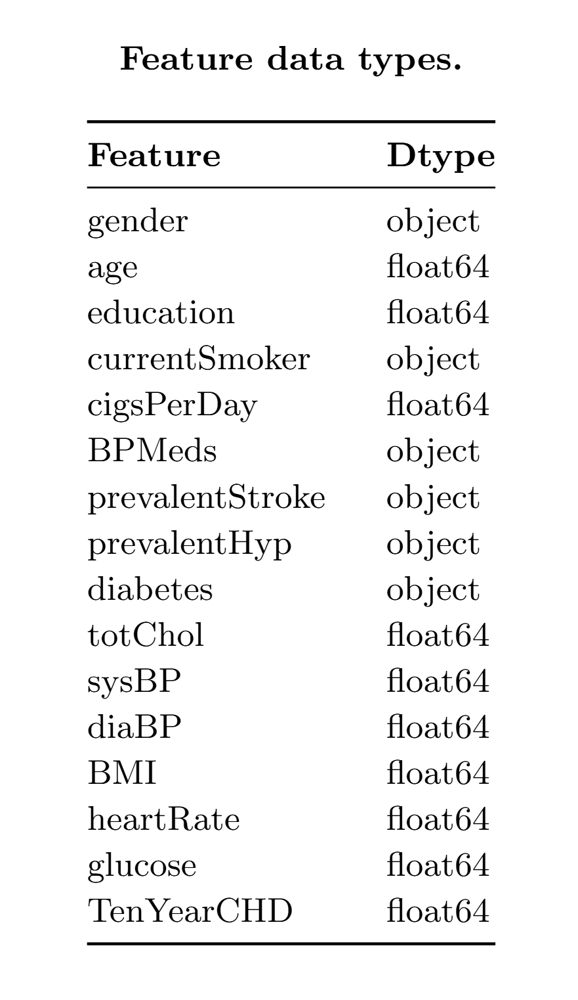 Feature data types.
Feature Dtype
gender object
age float64
education float64
currentSmoker object
cigsPerDay float64
BPMeds object
prevalentStroke object
prevalentHyp object
diabetes object
totChol float64
sysBP float64
diaBP float64
BMI float64
heartRate float64
glucose float64
TenYearCHD float64